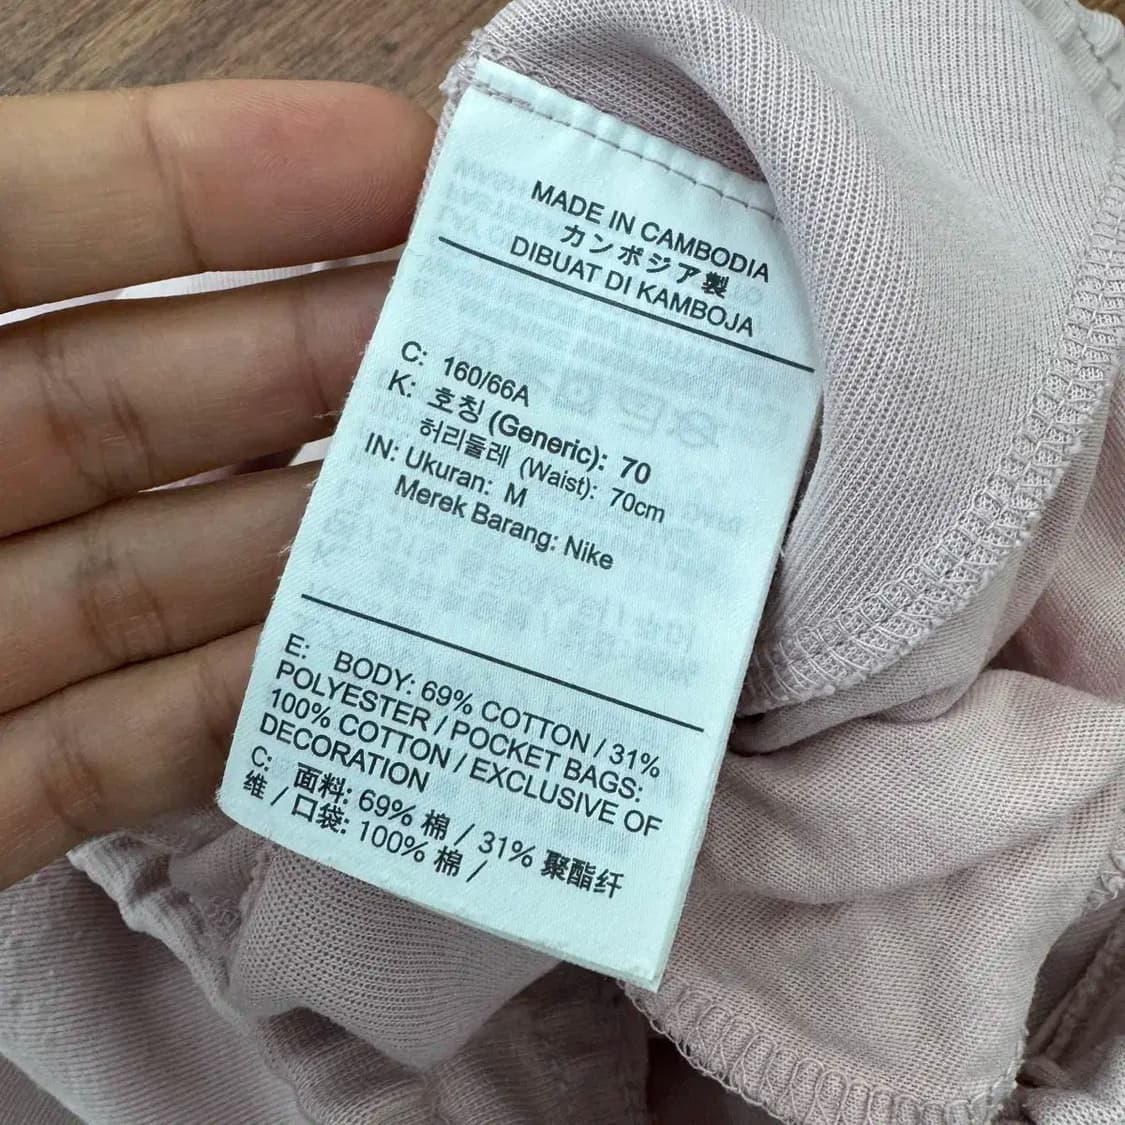 MADE IN CAMBODIA
カンボジア製
DIBUAT DI KAMBOJA
C: 160/66A
K: 호칭 (Generic): 70
허리둘레 (Waist): 70cm
IN: Ukuran: M
Merek Barang: Nike
E: BODY: 69% COTTON / 31%
POLYESTER / POCKET BAGS:
100% COTTON / EXCLUSIVE OF
DECORATION
C: 面料: 69% 棉 / 31% 聚酯纤
维 / 口袋: 100% 棉 /